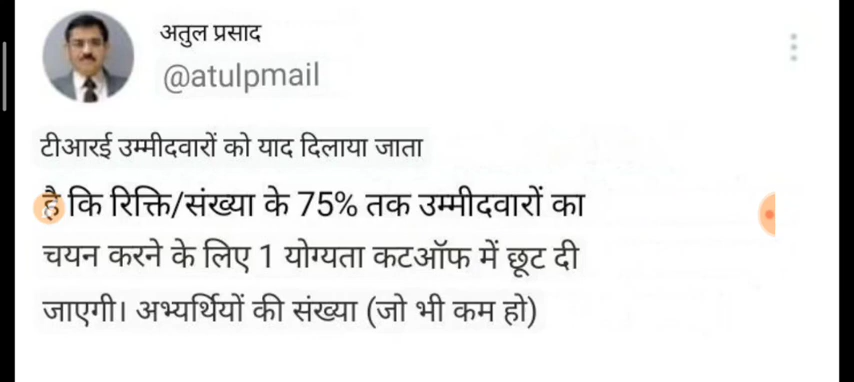 अतुल प्रसाद
@atulpmail
टीआरई उम्मीदवारों को याद दिलाया जाता
है कि रिक्ति/संख्या के 75% तक उम्मीदवारों का
चयन करने के लिए 1 योग्यता कटऑफ में छूट दी
जाएगी। अभ्यर्थियों की संख्या (जो भी कम हो)